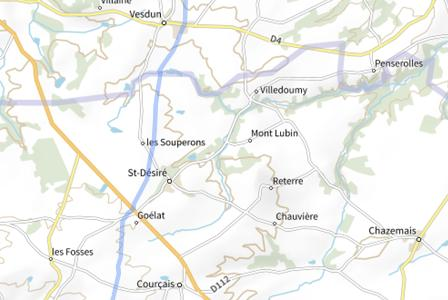 Villaine
Vesdun
D4
Penserolles
Villedoumy
Mont Lubin
les Souperons
St-Désiré
Reterre
Goëlat
Chauvière
Chazemais
les Fosses
Courçais
D112